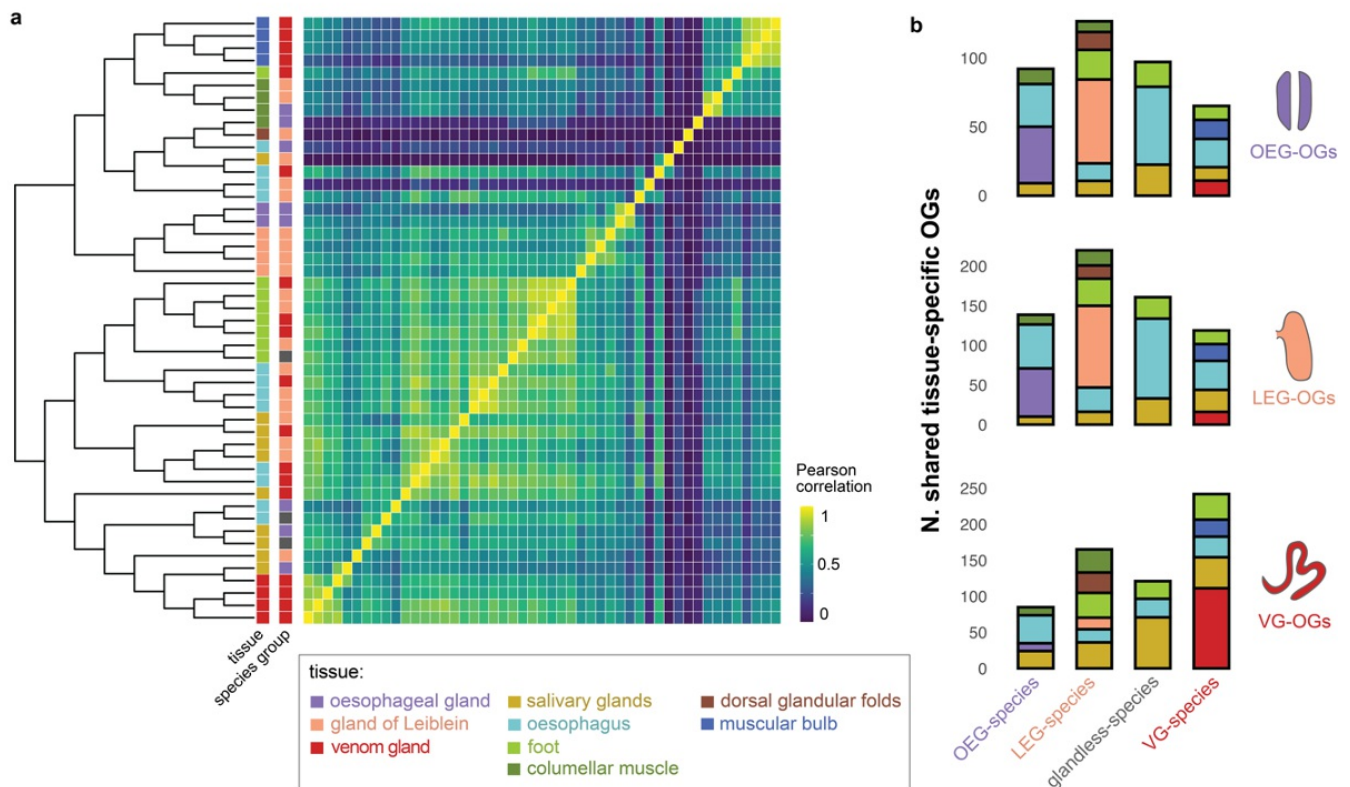 a
tissue
species group
Pearson
correlation
1
0.5
0
tissue:
oesophageal gland
gland of Leiblein
venom gland
salivary glands
oesophagus
foot
columellar muscle
dorsal glandular folds
muscular bulb
b
N. shared tissue-specific OGs
100
50
0
OEG-OGs
200
150
100
50
0
LEG-OGs
250
200
150
100
50
0
VG-OGs
OEG-species
LEG-species
glandless-species
VG-species